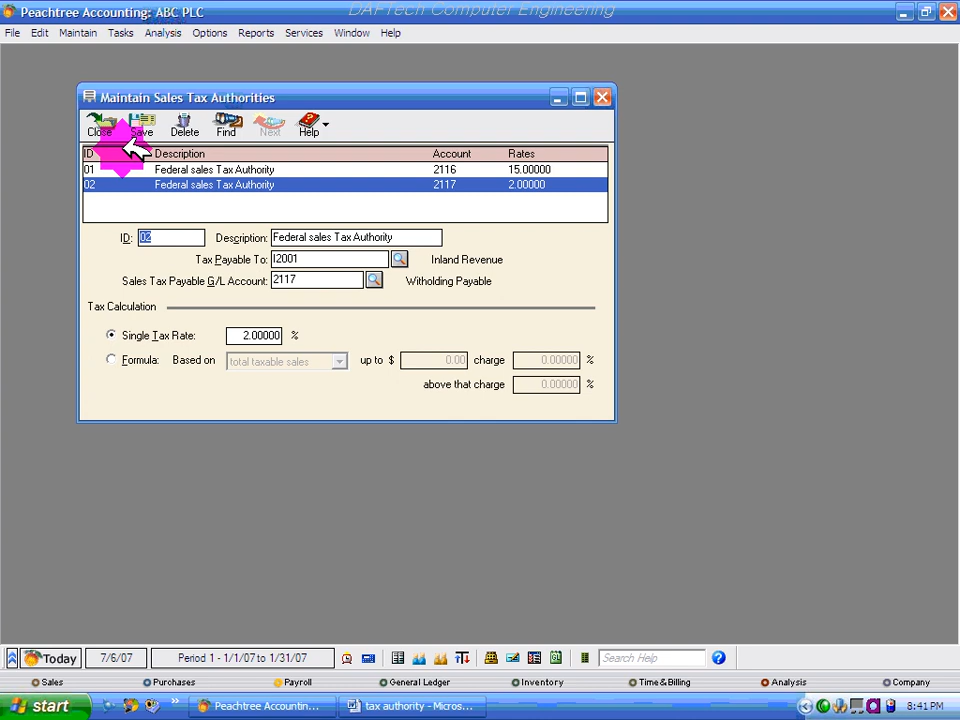 DAFTech Computer Engineering
Peachtree Accounting: ABC PLC
File Edit Maintain Tasks Analysis Options Reports Services Window Help
Maintain Sales Tax Authorities
Close Save Delete Find Next Help
ID Description Account Rates
01 Federal sales Tax Authority 2116 15.00000
02 Federal sales Tax Authority 2117 2.00000
ID: 02 Description: Federal sales Tax Authority
Tax Payable To: I2001 Inland Revenue
Sales Tax Payable G/L Account: 2117 Witholding Payable
Tax Calculation
Single Tax Rate: 2.00000 %
Formula: Based on total taxable sales up to $ 0.00 charge 0.00000 %
above that charge 0.00000 %
Today 7/6/07 Period 1 - 1/1/07 to 1/31/07 Search Help
Sales Purchases Payroll General Ledger Inventory Time & Billing Analysis Company
start Peachtree Accountin... tax authority - Micros... 8:41 PM